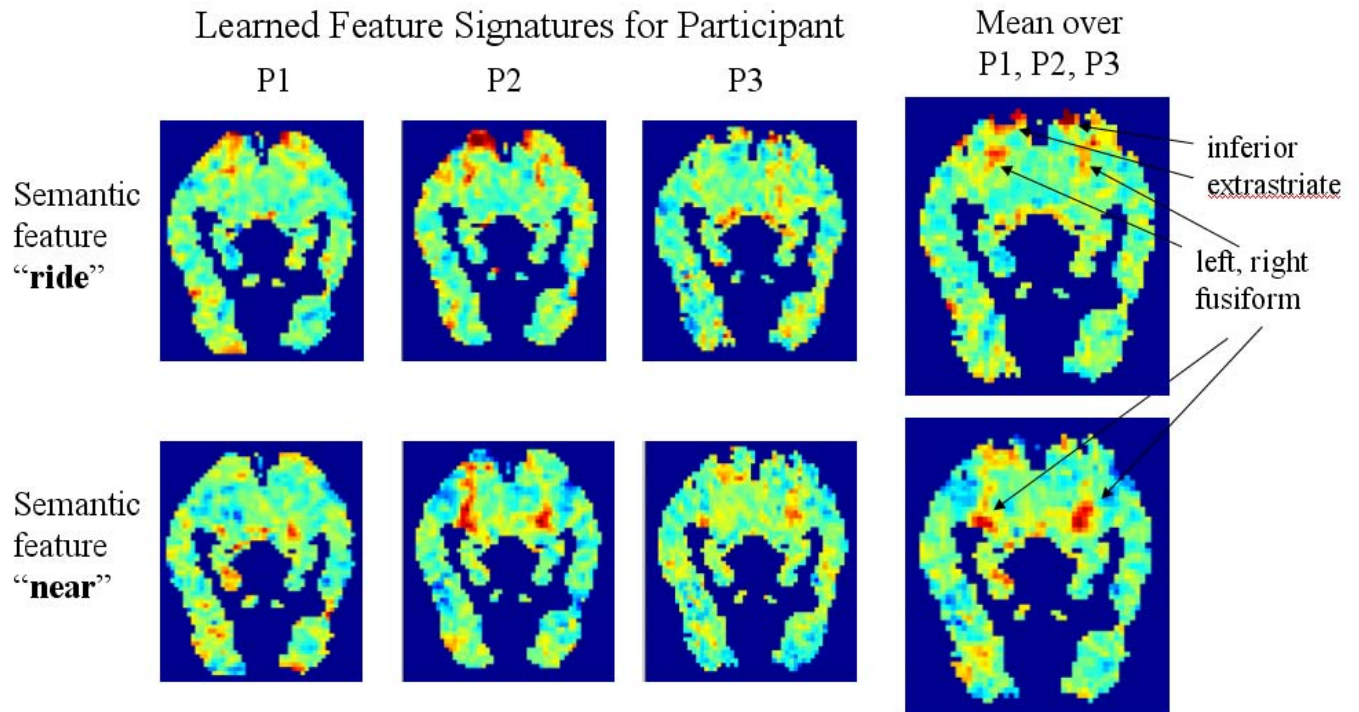 Learned Feature Signatures for Participant
Mean over
P1, P2, P3
P1
P2
P3
Semantic
feature
“ride”
inferior
extrastriate
left, right
fusiform
Semantic
feature
“near”